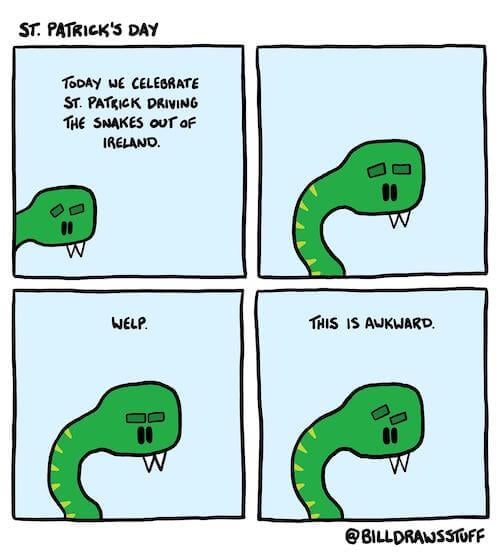 ST. PATRICK'S DAY
TODAY WE CELEBRATE
ST. PATRICK DRIVING
THE SNAKES OUT OF
IRELAND.
WELP.
THIS IS AWKWARD.
@BILLDRAWSSTUFF